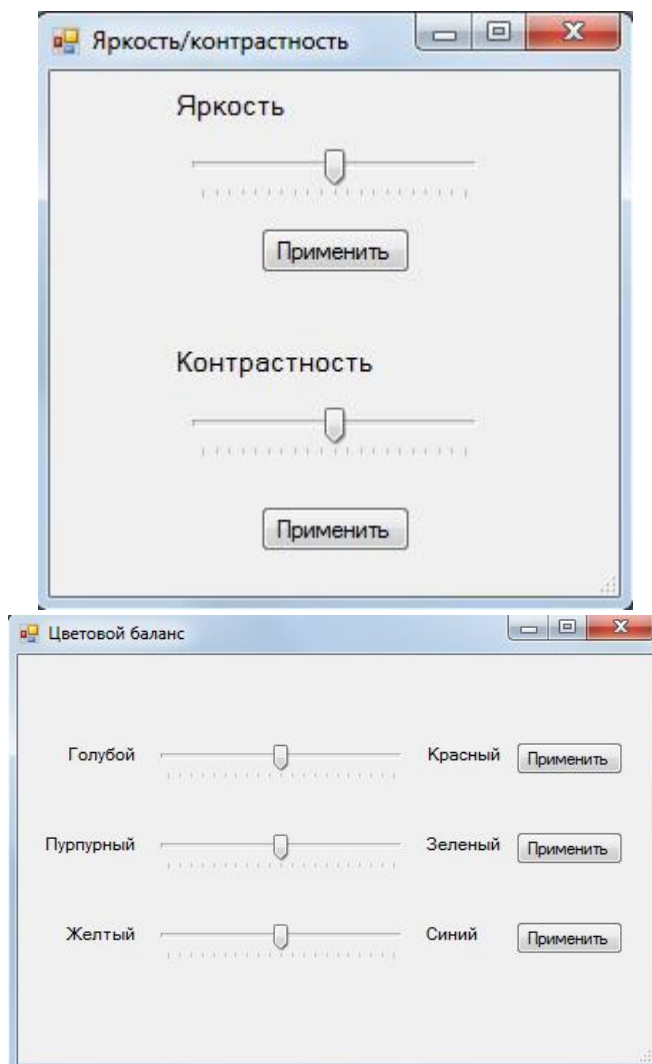 Яркость/контрастность
Яркость
Применить
Контрастность
Применить
Цветовой баланс
Голубой Красный Применить
Пурпурный Зеленый Применить
Желтый Синий Применить